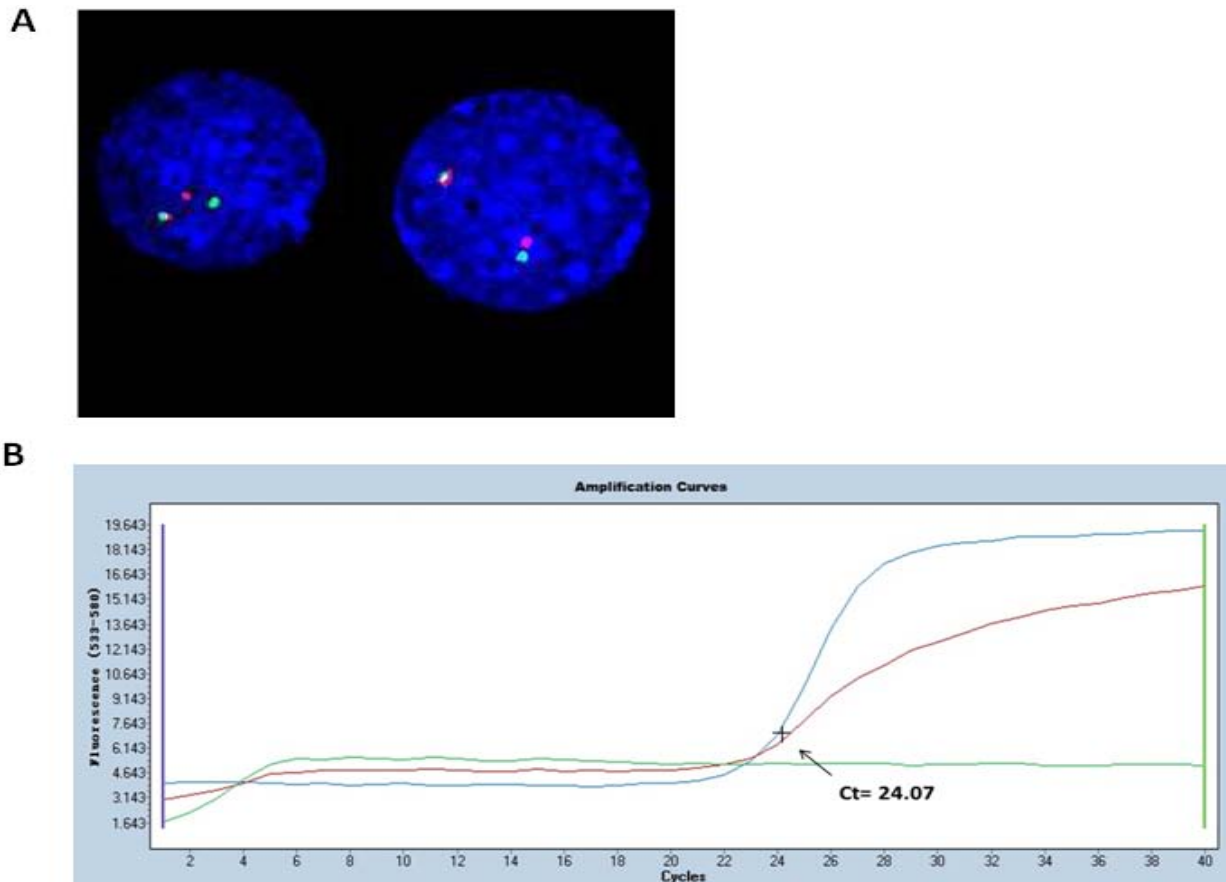 A
B
Amplification Curves
19.643
18.143
16.643
15.143
13.643
12.143
10.643
9.143
7.643
6.143
4.643
3.143
1.643
Fluorescence (533-580)
Ct= 24.07
2 4 6 8 10 12 14 16 18 20 22 24 26 28 30 32 34 36 38 40
Cycles